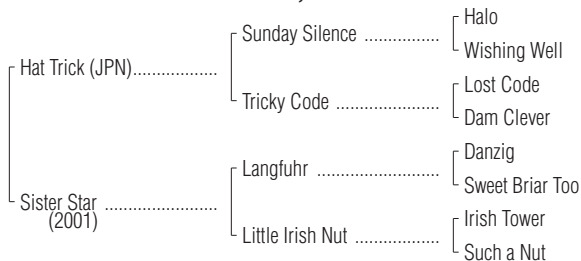 Halo
Sunday Silence ................
Wishing Well
Hat Trick (JPN)..................
Lost Code
Tricky Code ......................
Dam Clever
Danzig
Langfuhr ..........................
Sweet Briar Too
Sister Star ........................
(2001)
Irish Tower
Little Irish Nut ..................
Such a Nut